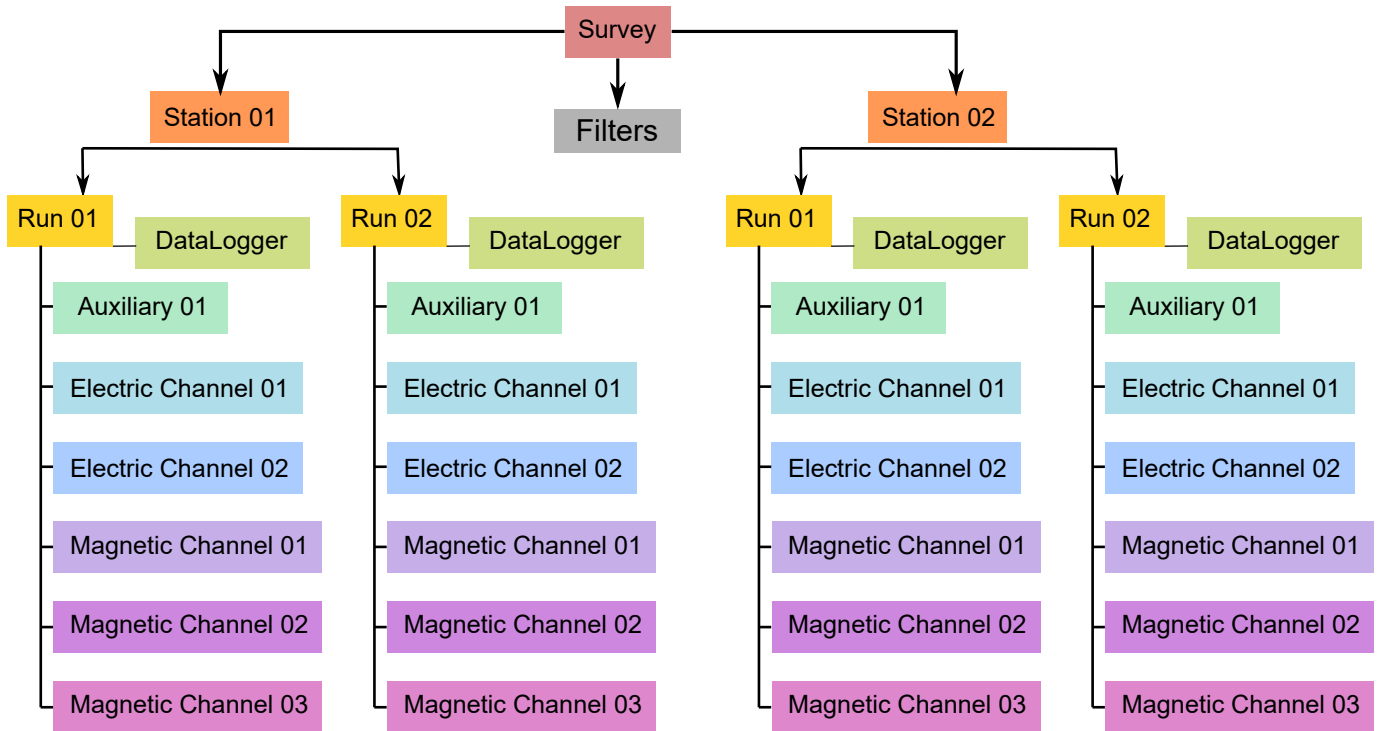 Survey
Station 01
Filters
Station 02
Run 01
DataLogger
Auxiliary 01
Electric Channel 01
Electric Channel 02
Magnetic Channel 01
Magnetic Channel 02
Magnetic Channel 03
Run 02
DataLogger
Auxiliary 01
Electric Channel 01
Electric Channel 02
Magnetic Channel 01
Magnetic Channel 02
Magnetic Channel 03
Run 01
DataLogger
Auxiliary 01
Electric Channel 01
Electric Channel 02
Magnetic Channel 01
Magnetic Channel 02
Magnetic Channel 03
Run 02
DataLogger
Auxiliary 01
Electric Channel 01
Electric Channel 02
Magnetic Channel 01
Magnetic Channel 02
Magnetic Channel 03